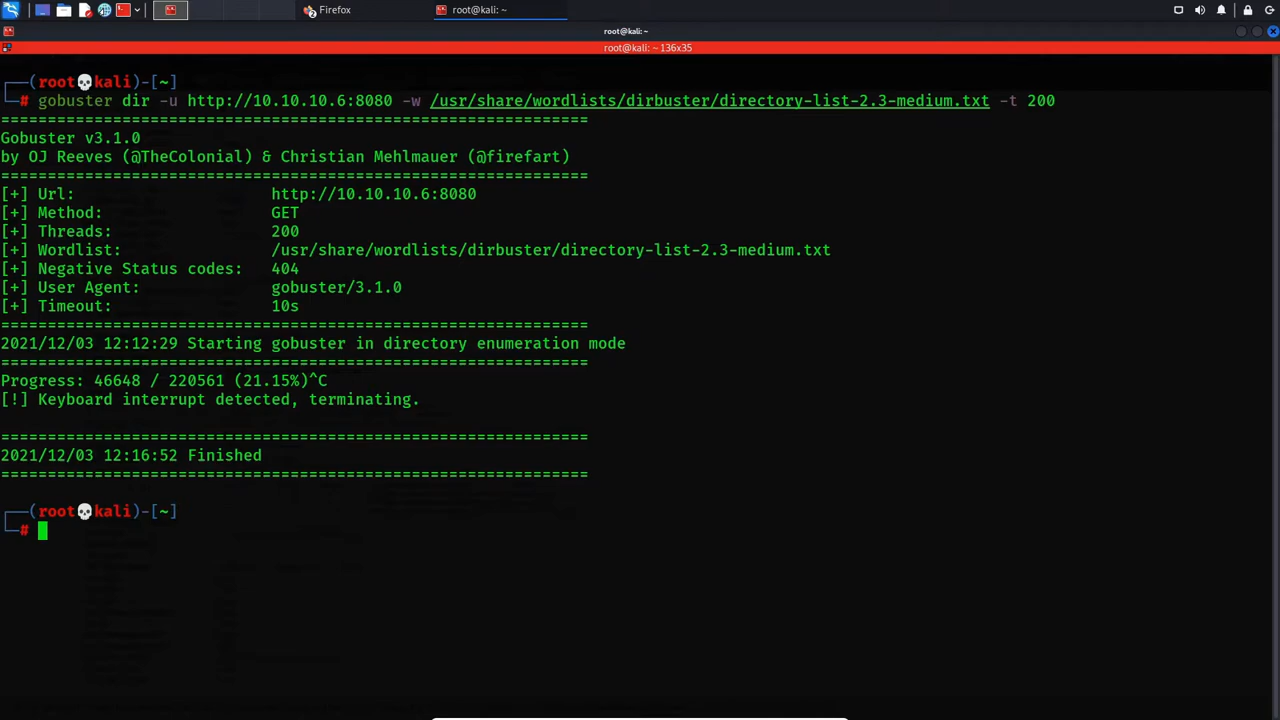 Firefox
root@kali: ~
root@kali: ~
root@kali: ~ 136x35
┌──(root💀kali)-[~]
└─# gobuster dir -u http://10.10.10.6:8080 -w /usr/share/wordlists/dirbuster/directory-list-2.3-medium.txt -t 200
===============================================================
Gobuster v3.1.0
by OJ Reeves (@TheColonial) & Christian Mehlmauer (@firefart)
===============================================================
[+] Url:                     http://10.10.10.6:8080
[+] Method:                  GET
[+] Threads:                 200
[+] Wordlist:                /usr/share/wordlists/dirbuster/directory-list-2.3-medium.txt
[+] Negative Status codes:   404
[+] User Agent:              gobuster/3.1.0
[+] Timeout:                 10s
===============================================================
2021/12/03 12:12:29 Starting gobuster in directory enumeration mode
===============================================================
Progress: 46648 / 220561 (21.15%)^C
[!] Keyboard interrupt detected, terminating.
===============================================================
2021/12/03 12:16:52 Finished
===============================================================
┌──(root💀kali)-[~]
└─#